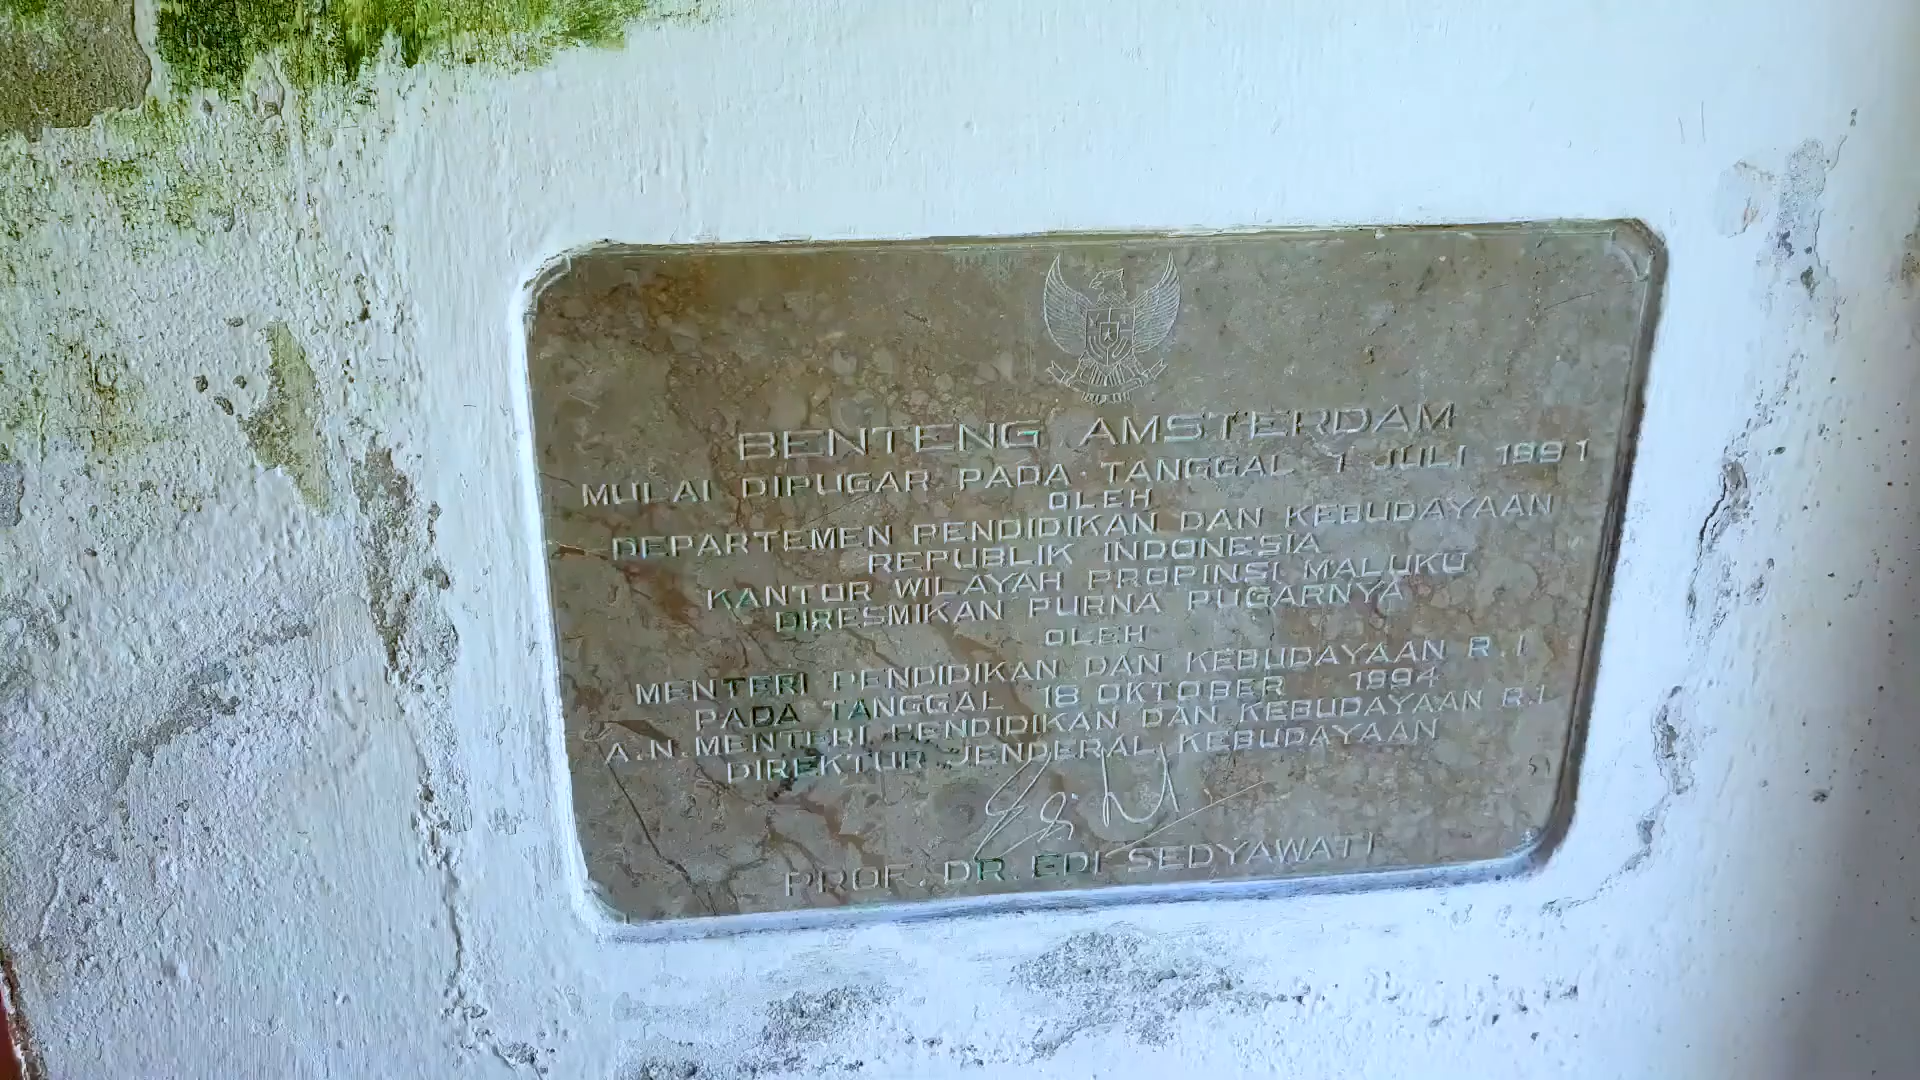 BENTENG AMSTERDAM
MULAI DIPUGAR PADA TANGGAL 1 JULI 1991
OLEH
DEPARTEMEN PENDIDIKAN DAN KEBUDAYAAN
REPUBLIK INDONESIA
KANTOR WILAYAH PROPINSI MALUKU
DIRESMIKAN PURNA PUGARNYA
OLEH
MENTERI PENDIDIKAN DAN KEBUDAYAAN R.I
PADA TANGGAL 18 OKTOBER 1994
A.N. MENTERI PENDIDIKAN DAN KEBUDAYAAN R.I.
DIREKTUR JENDERAL KEBUDAYAAN
PROF. DR. EDI SEDYAWATI